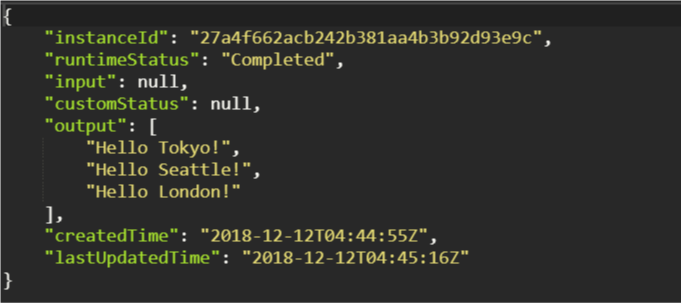 {
    "instanceId": "27a4f662acb242b381aa4b3b92d93e9c",
    "runtimeStatus": "Completed",
    "input": null,
    "customStatus": null,
    "output": [
        "Hello Tokyo!",
        "Hello Seattle!",
        "Hello London!"
    ],
    "createdTime": "2018-12-12T04:44:55Z",
    "lastUpdatedTime": "2018-12-12T04:45:16Z"
}